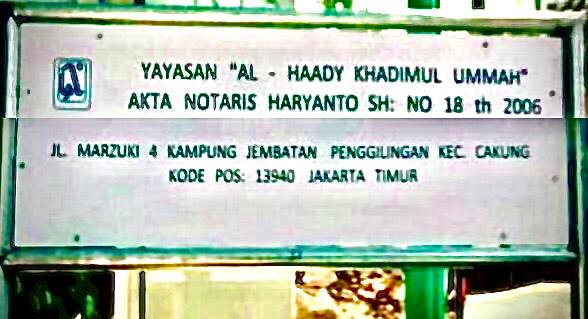 YAYASAN "AL - HAADY KHADIMUL UMMAH"
AKTA NOTARIS HARYANTO SH: NO 18 th 2006
JL. MARZUKI 4 KAMPUNG JEMBATAN PENGGILINGAN KEC. CAKUNG
KODE POS: 13940 JAKARTA TIMUR